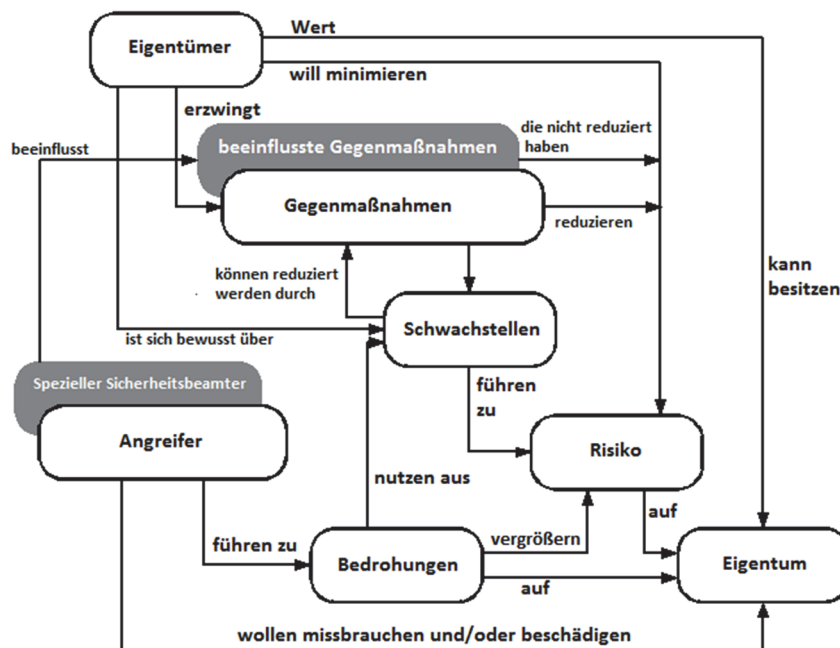 Wert
Eigentümer
will minimieren
erzwingt
die nicht reduziert
haben
beeinflusst
beeinflusste Gegenmaßnahmen
Gegenmaßnahmen
reduzieren
kann
besitzen
können reduziert
werden durch
Schwachstellen
ist sich bewusst über
führen
zu
Spezieller Sicherheitsbeamter
Angreifer
Risiko
nutzen aus
auf
führen zu
vergrößern
Bedrohungen
Eigentum
auf
wollen missbrauchen und/oder beschädigen